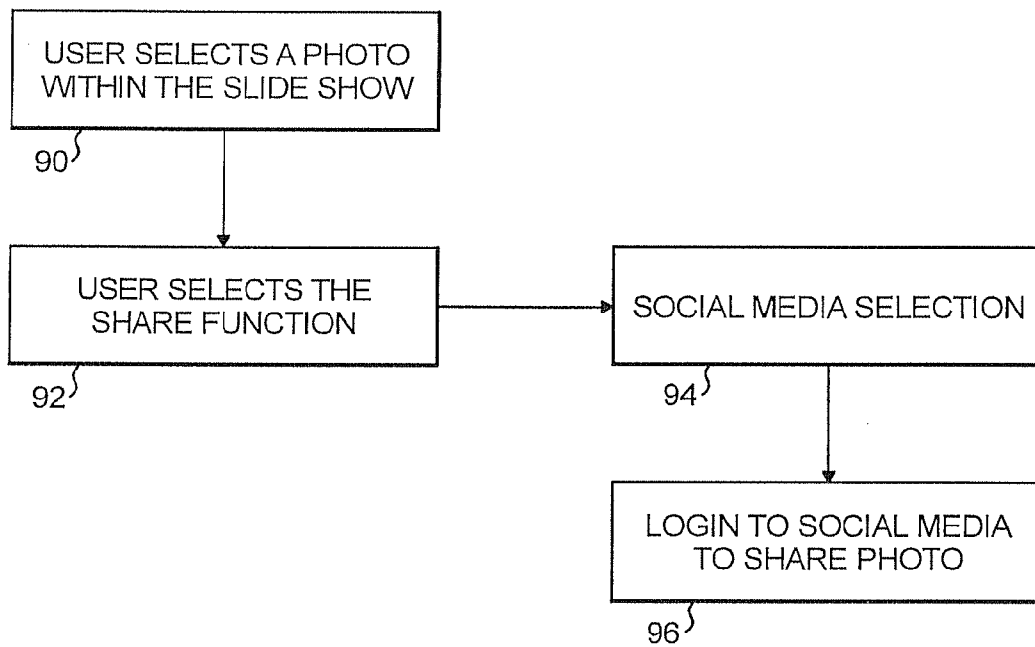 USER SELECTS A PHOTO
WITHIN THE SLIDE SHOW
90
USER SELECTS THE
SHARE FUNCTION
92
SOCIAL MEDIA SELECTION
94
LOGIN TO SOCIAL MEDIA
TO SHARE PHOTO
96